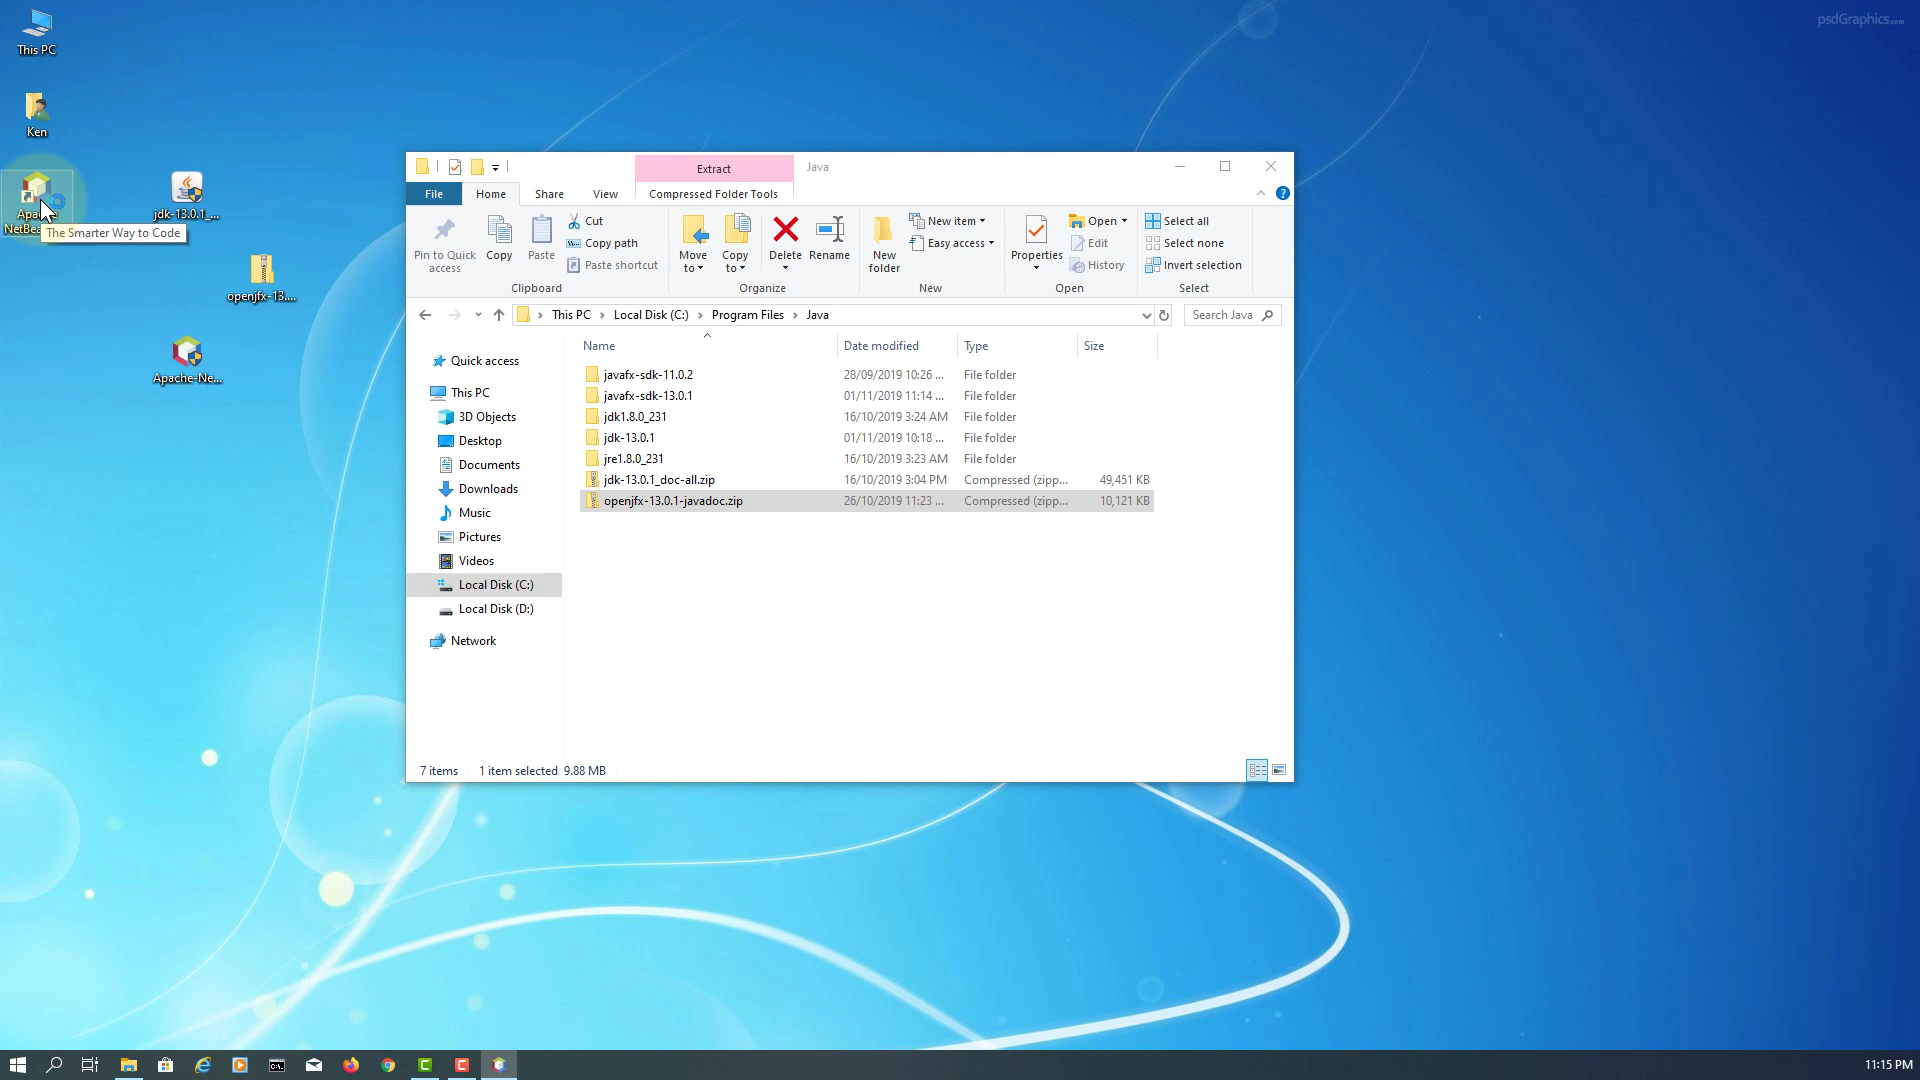 psdGraphics.com
This PC
Ken
Apache
NetBea
The Smarter Way to Code
jdk-13.0.1_...
openjfx-13....
Apache-Ne...
Extract
Java
File
Home
Share
View
Compressed Folder Tools
Pin to Quick
access
Copy
Paste
Cut
Copy path
Paste shortcut
Clipboard
Move
to
Copy
to
Delete
Rename
Organize
New
folder
New item
Easy access
New
Properties
Open
Edit
History
Open
Select all
Select none
Invert selection
Select
This PC
Local Disk (C:)
Program Files
Java
Search Java
Quick access
This PC
3D Objects
Desktop
Documents
Downloads
Music
Pictures
Videos
Local Disk (C:)
Local Disk (D:)
Network
Name Date modified Type Size
javafx-sdk-11.0.2 28/09/2019 10:26 ... File folder
javafx-sdk-13.0.1 01/11/2019 11:14 ... File folder
jdk1.8.0_231 16/10/2019 3:24 AM File folder
jdk-13.0.1 01/11/2019 10:18 ... File folder
jre1.8.0_231 16/10/2019 3:23 AM File folder
jdk-13.0.1_doc-all.zip 16/10/2019 3:04 PM Compressed (zipp... 49,451 KB
openjfx-13.0.1-javadoc.zip 26/10/2019 11:23 ... Compressed (zipp... 10,121 KB
7 items 1 item selected 9.88 MB
11:15 PM